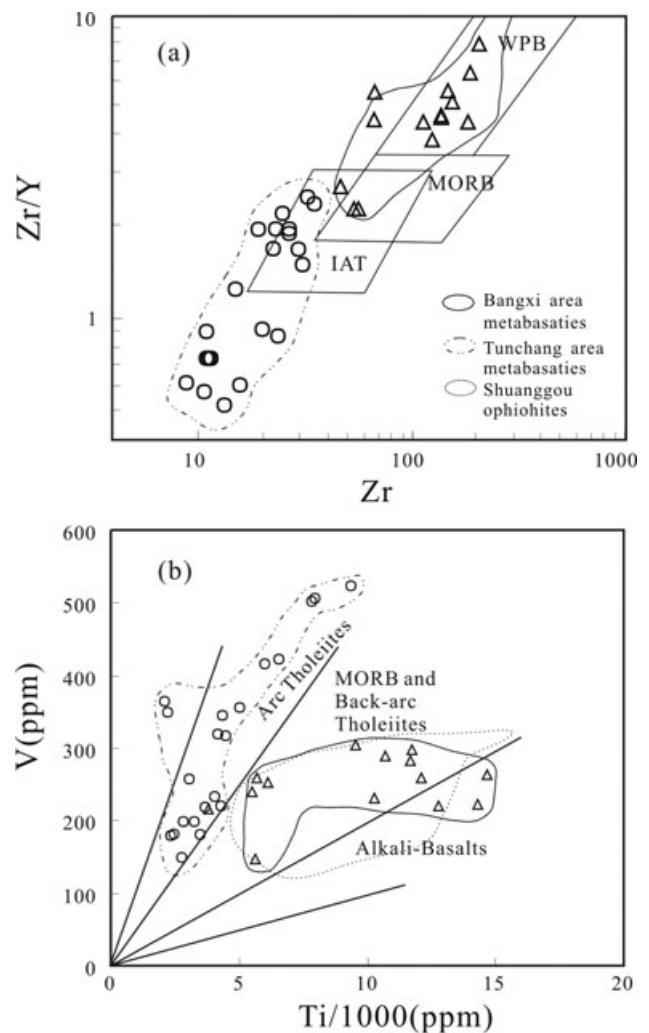 10
(a)
WPB
Zr/Y
MORB
IAT
1
Bangxi area
metabasaties
Tunchang area
metabasaties
Shuanggou
ophiohites
10
100
1000
Zr
600
(b)
500
Arc Tholeiites
400
MORB and
Back-arc
Tholeiites
V(ppm)
300
200
Alkali-Basalts
100
0
0
5
10
15
20
Ti/1000(ppm)